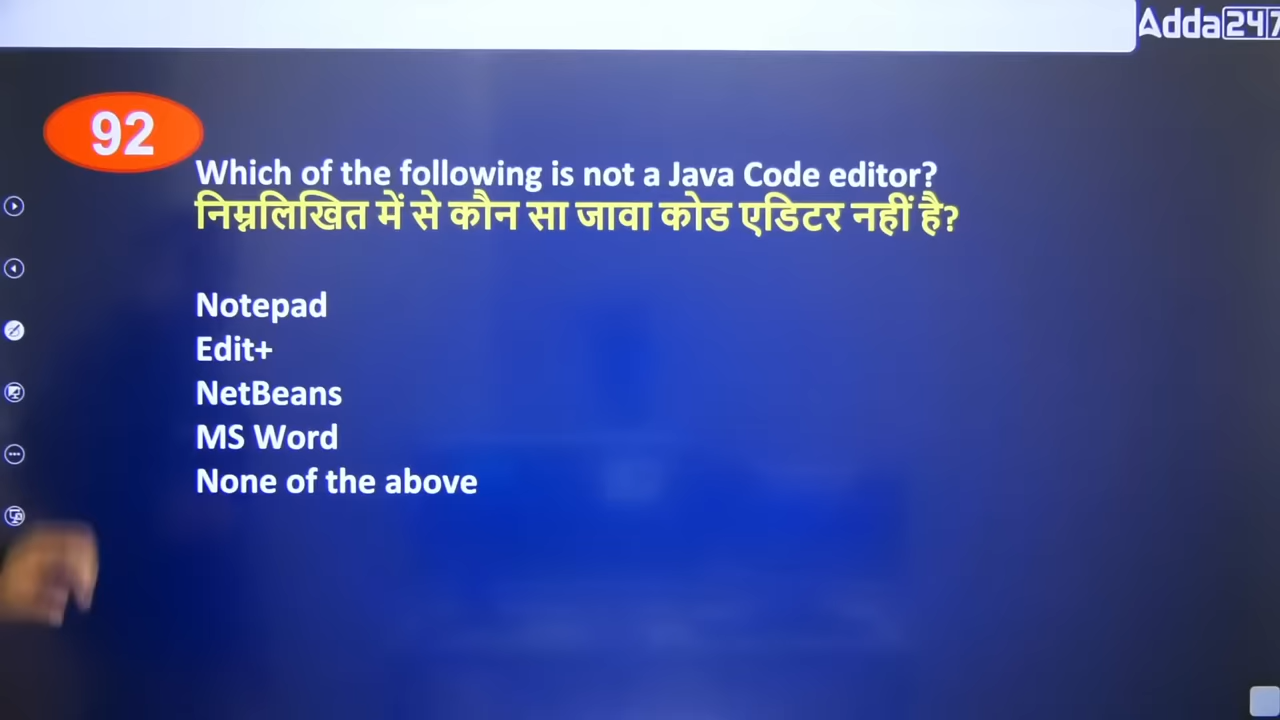 Adda247
92
Which of the following is not a Java Code editor?
निम्नलिखित में से कौन सा जावा कोड एडिटर नहीं है?
Notepad
Edit+
NetBeans
MS Word
None of the above